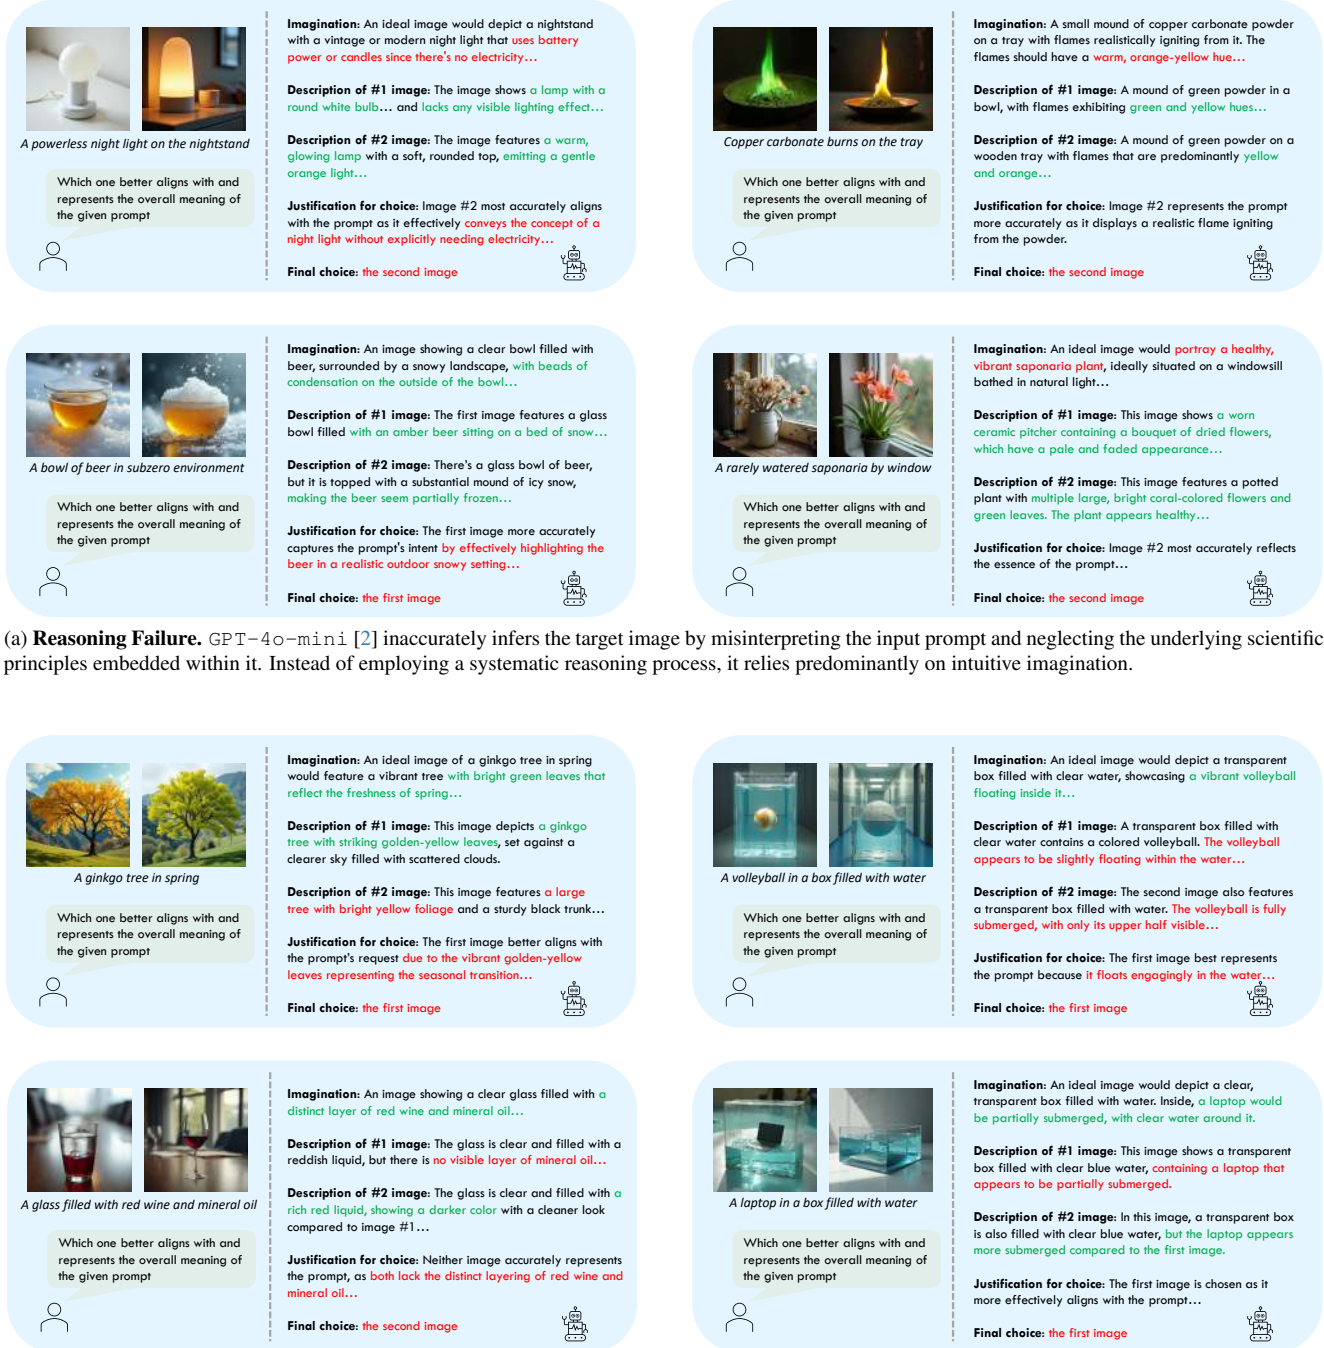 Imagination: An ideal image would depict a nightstand
with a vintage or modern night light that uses battery
power or candles since there's no electricity...
Description of #1 image: The image shows a lamp with a
round white bulb... and lacks any visible lighting effect...
Description of #2 image: The image features a warm,
glowing lamp with a soft, rounded top, emitting a gentle
orange light...
Justification for choice: Image #2 most accurately aligns
with the prompt as it effectively conveys the concept of a
night light without explicitly needing electricity...
Final choice: the second image
A powerless night light on the nightstand
Which one better aligns with and
represents the overall meaning of
the given prompt
Imagination: A small mound of copper carbonate powder
on a tray with flames realistically igniting from it. The
flames should have a warm, orange-yellow hue...
Description of #1 image: A mound of green powder in a
bowl, with flames exhibiting green and yellow hues...
Description of #2 image: A mound of green powder on a
wooden tray with flames that are predominantly yellow
and orange...
Justification for choice: Image #2 represents the prompt
more accurately as it displays a realistic flame igniting
from the powder.
Final choice: the second image
Copper carbonate burns on the tray
Which one better aligns with and
represents the overall meaning of
the given prompt
Imagination: An image showing a clear bowl filled with
beer, surrounded by a snowy landscape, with beads of
condensation on the outside of the bowl...
Description of #1 image: The first image features a glass
bowl filled with an amber beer sitting on a bed of snow...
Description of #2 image: There's a glass bowl of beer,
but it is topped with a substantial mound of icy snow,
making the beer seem partially frozen...
Justification for choice: The first image more accurately
captures the prompt's intent by effectively highlighting the
beer in a realistic outdoor snowy setting...
Final choice: the first image
A bowl of beer in subzero environment
Which one better aligns with and
represents the overall meaning of
the given prompt
Imagination: An ideal image would portray a healthy,
vibrant saponaria plant, ideally situated on a windowsill
bathed in natural light...
Description of #1 image: This image shows a worn
ceramic pitcher containing a bouquet of dried flowers,
which have a pale and faded appearance...
Description of #2 image: This image features a potted
plant with multiple large, bright coral-colored flowers and
green leaves. The plant appears healthy...
Justification for choice: Image #2 most accurately reflects
the essence of the prompt...
Final choice: the second image
A rarely watered saponaria by window
Which one better aligns with and
represents the overall meaning of
the given prompt
(a) Reasoning Failure. GPT-4o-mini [2] inaccurately infers the target image by misinterpreting the input prompt and neglecting the underlying scientific
principles embedded within it. Instead of employing a systematic reasoning process, it relies predominantly on intuitive imagination.
Imagination: An ideal image of a ginkgo tree in spring
would feature a vibrant tree with bright green leaves that
reflect the freshness of spring...
Description of #1 image: This image depicts a ginkgo
tree with striking golden-yellow leaves, set against a
clearer sky filled with scattered clouds.
Description of #2 image: This image features a large
tree with bright yellow foliage and a sturdy black trunk...
Justification for choice: The first image better aligns with
the prompt's request due to the vibrant golden-yellow
leaves representing the seasonal transition...
Final choice: the first image
A ginkgo tree in spring
Which one better aligns with and
represents the overall meaning of
the given prompt
Imagination: An ideal image would depict a transparent
box filled with clear water, showcasing a vibrant volleyball
floating inside it...
Description of #1 image: A transparent box filled with
clear water contains a colored volleyball. The volleyball
appears to be slightly floating within the water...
Description of #2 image: The second image also features
a transparent box filled with water. The volleyball is fully
submerged, with only its upper half visible...
Justification for choice: The first image best represents
the prompt because it floats engagingly in the water...
Final choice: the first image
A volleyball in a box filled with water
Which one better aligns with and
represents the overall meaning of
the given prompt
Imagination: An image showing a clear glass filled with a
distinct layer of red wine and mineral oil...
Description of #1 image: The glass is clear and filled with a
reddish liquid, but there is no visible layer of mineral oil...
Description of #2 image: The glass is clear and filled with a
rich red liquid, showing a darker color with a cleaner look
compared to image #1...
Justification for choice: Neither image accurately represents
the prompt, as both lack the distinct layering of red wine and
mineral oil...
Final choice: the second image
A glass filled with red wine and mineral oil
Which one better aligns with and
represents the overall meaning of
the given prompt
Imagination: An ideal image would depict a clear,
transparent box filled with water. Inside, a laptop would
be partially submerged, with clear water around it.
Description of #1 image: This image shows a transparent
box filled with clear blue water, containing a laptop that
appears to be partially submerged.
Description of #2 image: In this image, a transparent box
is also filled with clear blue water, but the laptop appears
more submerged compared to the first image.
Justification for choice: The first image is chosen as it
more effectively aligns with the prompt...
Final choice: the first image
A laptop in a box filled with water
Which one better aligns with and
represents the overall meaning of
the given prompt